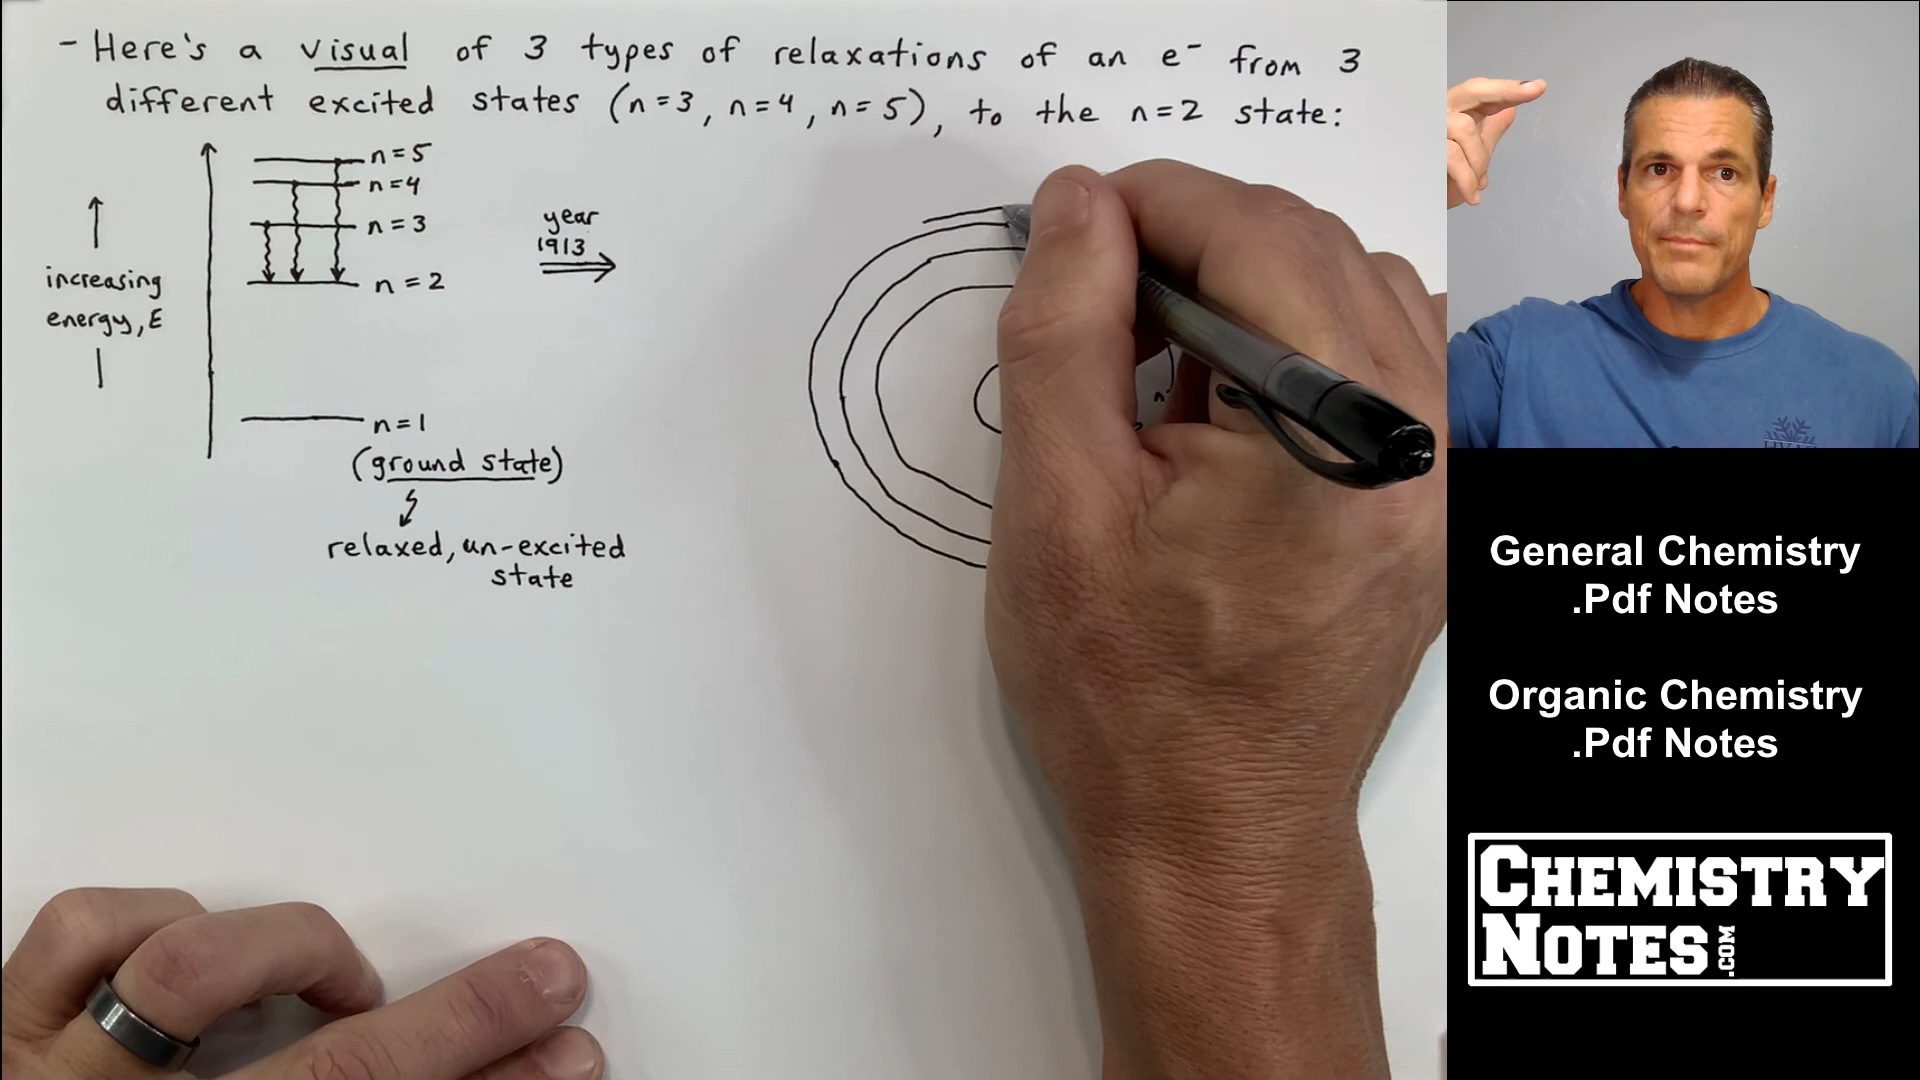 - Here's a visual of 3 types of relaxations of an e⁻ from 3
different excited states (n=3, n=4, n=5), to the n=2 state:
n=5
n=4
n=3
n=2
increasing
energy, E
year
1913
n=1
(ground state)
relaxed, un-excited
state
General Chemistry
.Pdf Notes
Organic Chemistry
.Pdf Notes
CHEMISTRY
NOTES.COM